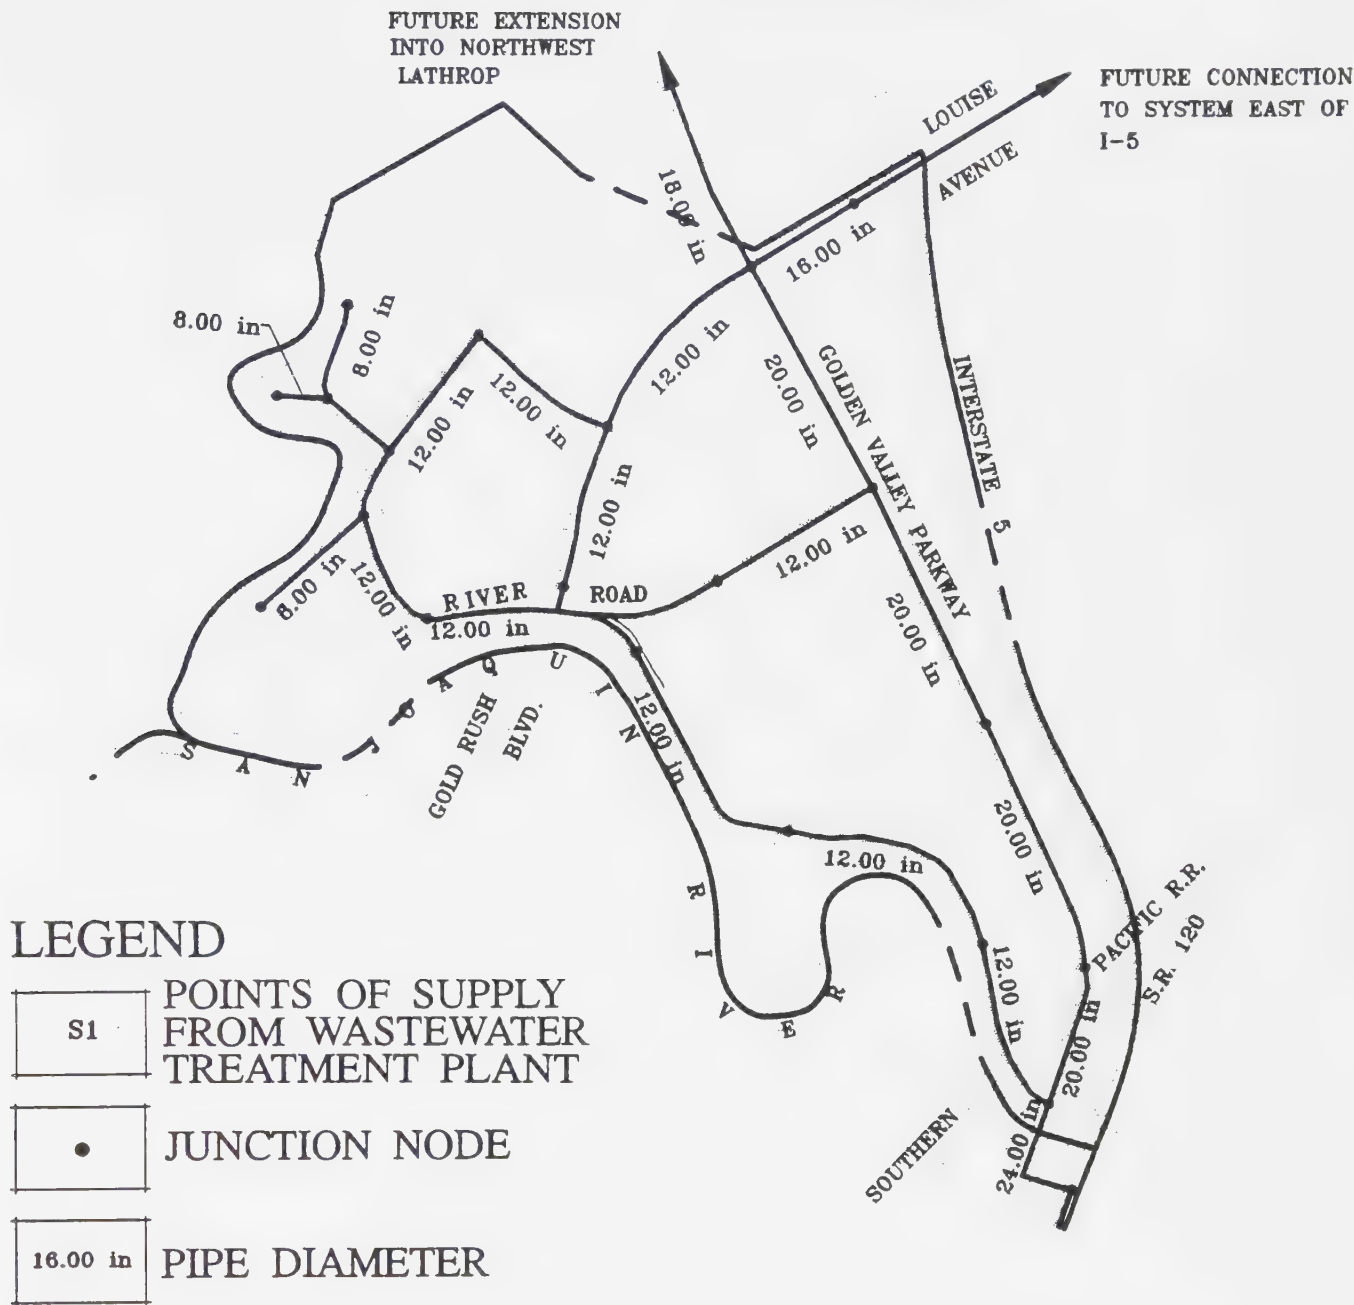 FUTURE EXTENSION
INTO NORTHWEST
LATHROP
FUTURE CONNECTION
TO SYSTEM EAST OF
I-5
LOUISE
AVENUE
18.00 in
16.00 in
8.00 in
8.00 in
12.00 in
12.00 in
12.00 in
20.00 in
GOLDEN VALLEY PARKWAY
INTERSTATE 5
12.00 in
12.00 in
8.00 in
12.00 in
RIVER ROAD
12.00 in
20.00 in
SAN JOAQUIN RIVER
GOLD RUSH
BLVD.
12.00 in
20.00 in
12.00 in
12.00 in
20.00 in
24.00 in
SOUTHERN PACIFIC R.R.
S.R. 120
LEGEND
S1
POINTS OF SUPPLY
FROM WASTEWATER
TREATMENT PLANT
JUNCTION NODE
16.00 in
PIPE DIAMETER